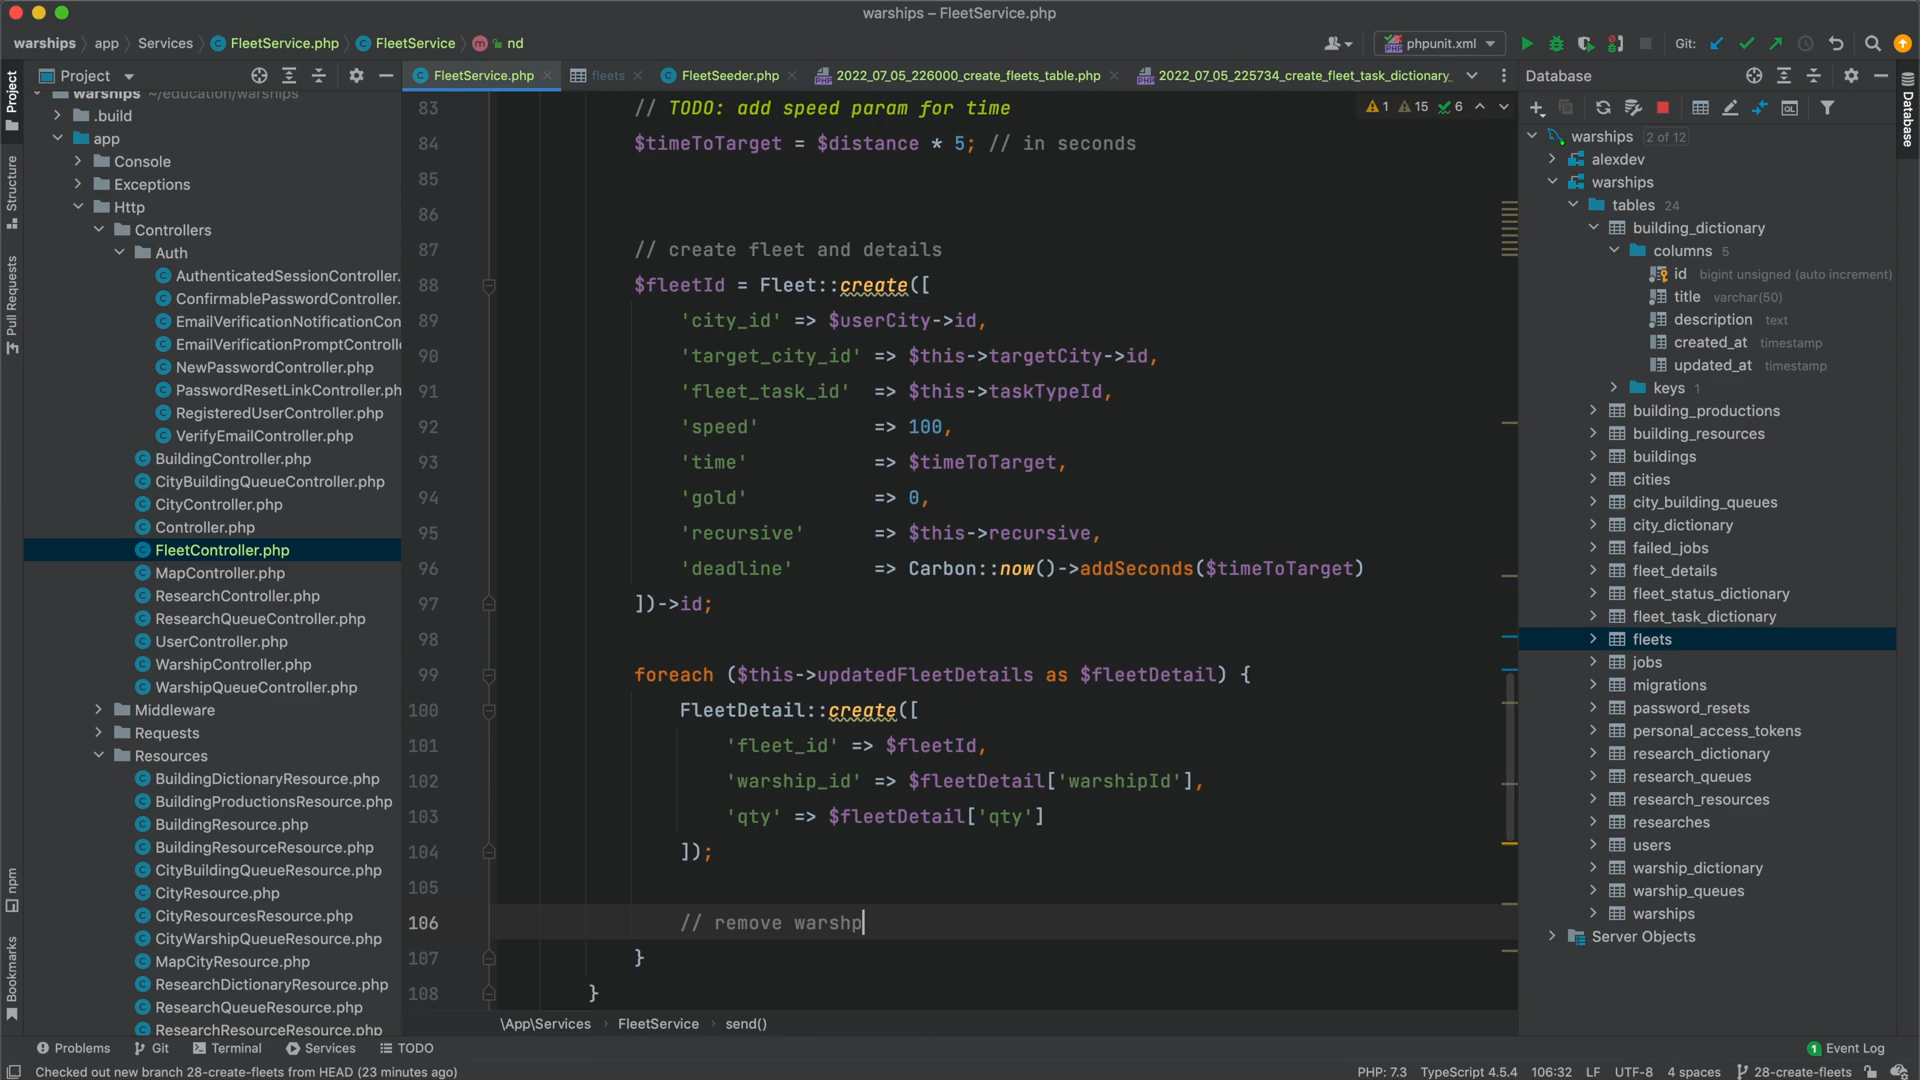 warships – FleetService.php
warships app Services FleetService.php FleetService nd
phpunit.xml
Git:
Project
FleetService.php fleets FleetSeeder.php 2022_07_05_226000_create_fleets_table.php 2022_07_05_225734_create_fleet_task_dictionary_
Database
warships ~/education/warships
.build
app
Console
Exceptions
Http
Controllers
Auth
AuthenticatedSessionController.
ConfirmablePasswordController.
EmailVerificationNotificationCon
EmailVerificationPromptControll
NewPasswordController.php
PasswordResetLinkController.ph
RegisteredUserController.php
VerifyEmailController.php
BuildingController.php
CityBuildingQueueController.php
CityController.php
Controller.php
FleetController.php
MapController.php
ResearchController.php
ResearchQueueController.php
UserController.php
WarshipController.php
WarshipQueueController.php
Middleware
Requests
Resources
BuildingDictionaryResource.php
BuildingProductionsResource.php
BuildingResource.php
BuildingResourceResource.php
CityBuildingQueueResource.php
CityResource.php
CityResourcesResource.php
CityWarshipQueueResource.php
MapCityResource.php
ResearchDictionaryResource.php
ResearchQueueResource.php
ResearchResourceResource.php
Project
Structure
Pull Requests
npm
Bookmarks
1 15 6
83 // TODO: add speed param for time
84 $timeToTarget = $distance * 5; // in seconds
85
86
87 // create fleet and details
88 $fleetId = Fleet::create([
89 'city_id' => $userCity->id,
90 'target_city_id' => $this->targetCity->id,
91 'fleet_task_id' => $this->taskTypeId,
92 'speed' => 100,
93 'time' => $timeToTarget,
94 'gold' => 0,
95 'recursive' => $this->recursive,
96 'deadline' => Carbon::now()->addSeconds($timeToTarget)
97 ])->id;
98
99 foreach ($this->updatedFleetDetails as $fleetDetail) {
100 FleetDetail::create([
101 'fleet_id' => $fleetId,
102 'warship_id' => $fleetDetail['warshipId'],
103 'qty' => $fleetDetail['qty']
104 ]);
105
106 // remove warshp
107 }
108 }
\App\Services FleetService send()
warships 2 of 12
alexdev
warships
tables 24
building_dictionary
columns 5
id bigint unsigned (auto increment)
title varchar(50)
description text
created_at timestamp
updated_at timestamp
keys 1
building_productions
building_resources
buildings
cities
city_building_queues
city_dictionary
failed_jobs
fleet_details
fleet_status_dictionary
fleet_task_dictionary
fleets
jobs
migrations
password_resets
personal_access_tokens
research_dictionary
research_queues
research_resources
researches
users
warship_dictionary
warship_queues
warships
Server Objects
Database
Problems Git Terminal Services TODO
1 Event Log
Checked out new branch 28-create-fleets from HEAD (23 minutes ago)
PHP: 7.3 TypeScript 4.5.4 106:32 LF UTF-8 4 spaces 28-create-fleets